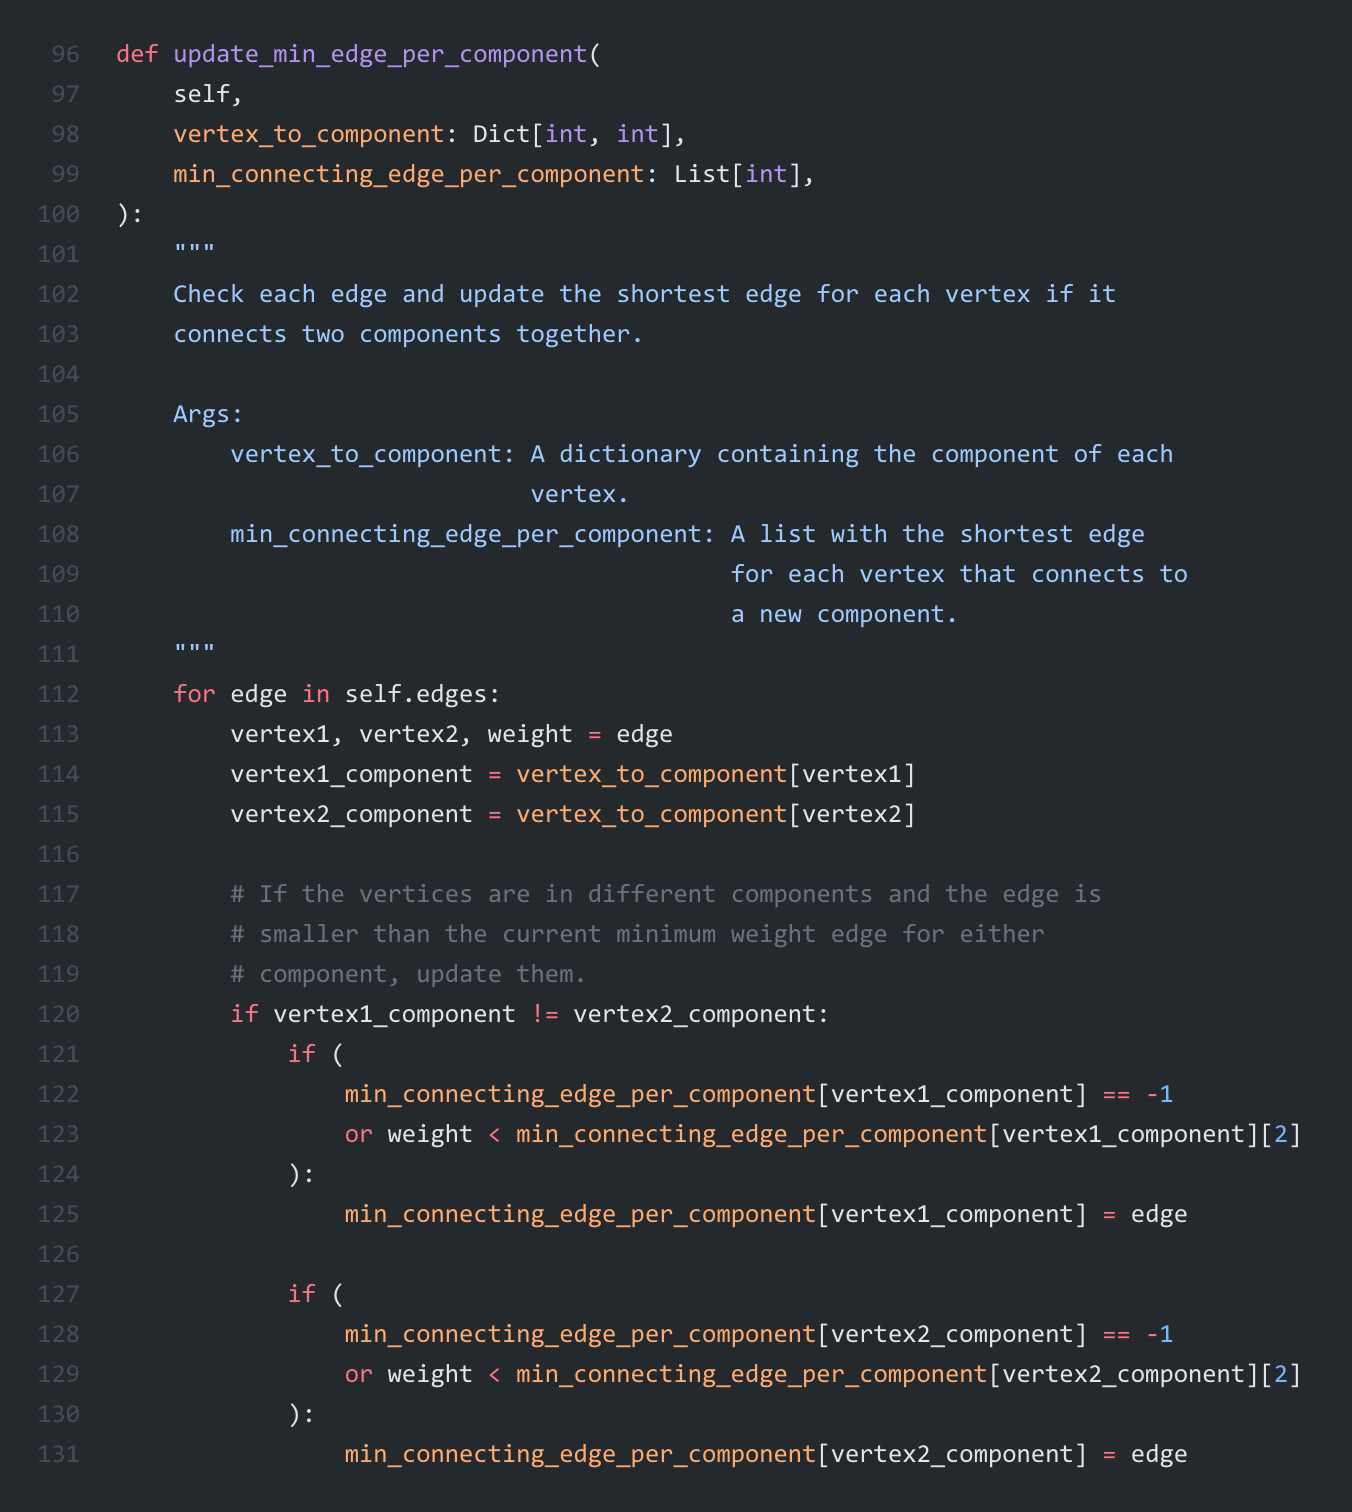 96 def update_min_edge_per_component(
97     self,
98     vertex_to_component: Dict[int, int],
99     min_connecting_edge_per_component: List[int],
100 ):
101     """
102     Check each edge and update the shortest edge for each vertex if it
103     connects two components together.
104
105     Args:
106         vertex_to_component: A dictionary containing the component of each
107                              vertex.
108         min_connecting_edge_per_component: A list with the shortest edge
109                                            for each vertex that connects to
110                                            a new component.
111     """
112     for edge in self.edges:
113         vertex1, vertex2, weight = edge
114         vertex1_component = vertex_to_component[vertex1]
115         vertex2_component = vertex_to_component[vertex2]
116
117         # If the vertices are in different components and the edge is
118         # smaller than the current minimum weight edge for either
119         # component, update them.
120         if vertex1_component != vertex2_component:
121             if (
122                 min_connecting_edge_per_component[vertex1_component] == -1
123                 or weight < min_connecting_edge_per_component[vertex1_component][2]
124             ):
125                 min_connecting_edge_per_component[vertex1_component] = edge
126
127             if (
128                 min_connecting_edge_per_component[vertex2_component] == -1
129                 or weight < min_connecting_edge_per_component[vertex2_component][2]
130             ):
131                 min_connecting_edge_per_component[vertex2_component] = edge